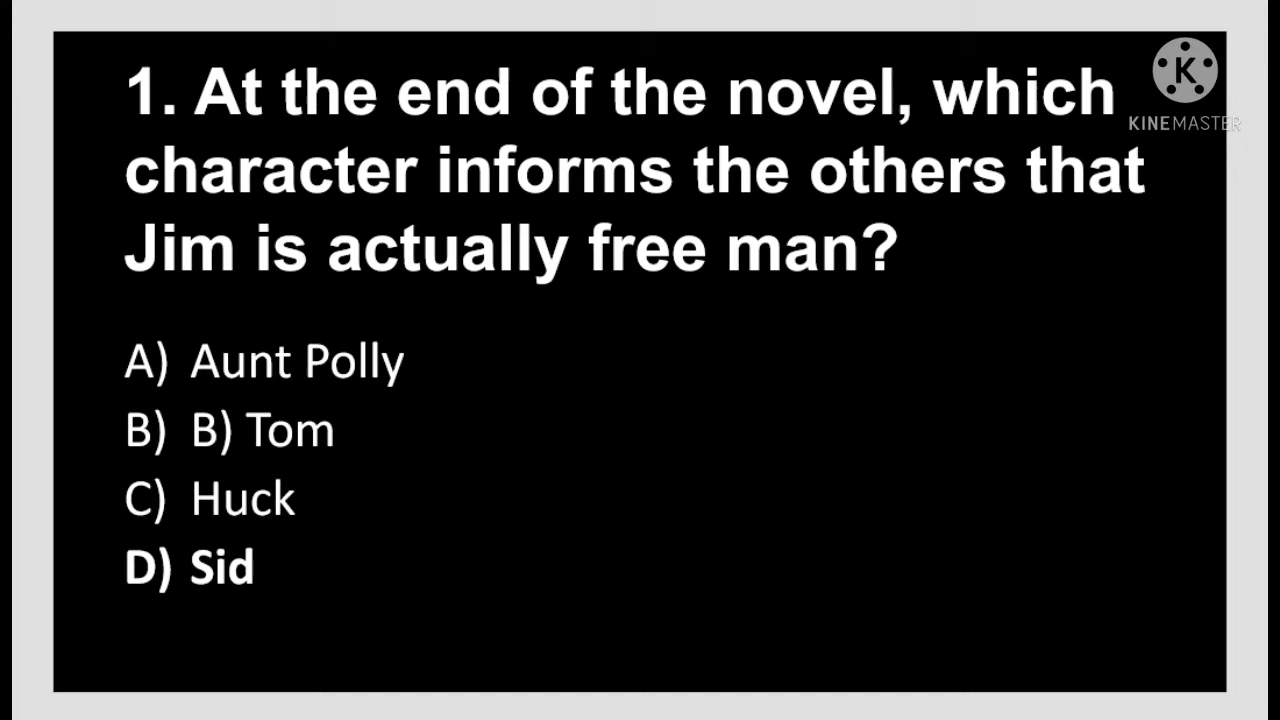 1. At the end of the novel, which
character informs the others that
Jim is actually free man?
K
KINEMASTER
A) Aunt Polly
B) B) Tom
C) Huck
D) Sid